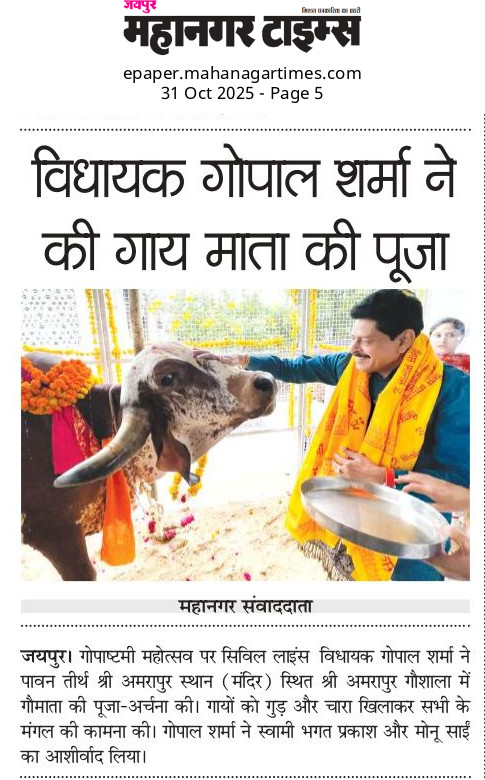 जयपुर
महानगर टाइम्स
epaper.mahanagartimes.com
31 Oct 2025 - Page 5
विधायक गोपाल शर्मा ने
की गाय माता की पूजा
महानगर संवाददाता
जयपुर। गोपाष्टमी महोत्सव पर सिविल लाइंस विधायक गोपाल शर्मा ने
पावन तीर्थ श्री अमरापुर स्थान (मंदिर) स्थित श्री अमरापुर गौशाला में
गौमाता की पूजा-अर्चना की। गायों को गुड़ और चारा खिलाकर सभी के
मंगल की कामना की। गोपाल शर्मा ने स्वामी भगत प्रकाश और मोनू साईं
का आशीर्वाद लिया।